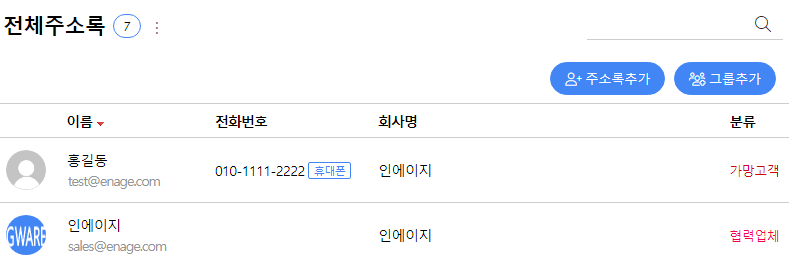 전체주소록 7
주소록추가 그룹추가
이름 전화번호 회사명 분류
홍길동
test@enage.com
010-1111-2222 휴대폰 인에이지 가망고객
GWARE
인에이지
sales@enage.com
인에이지 협력업체